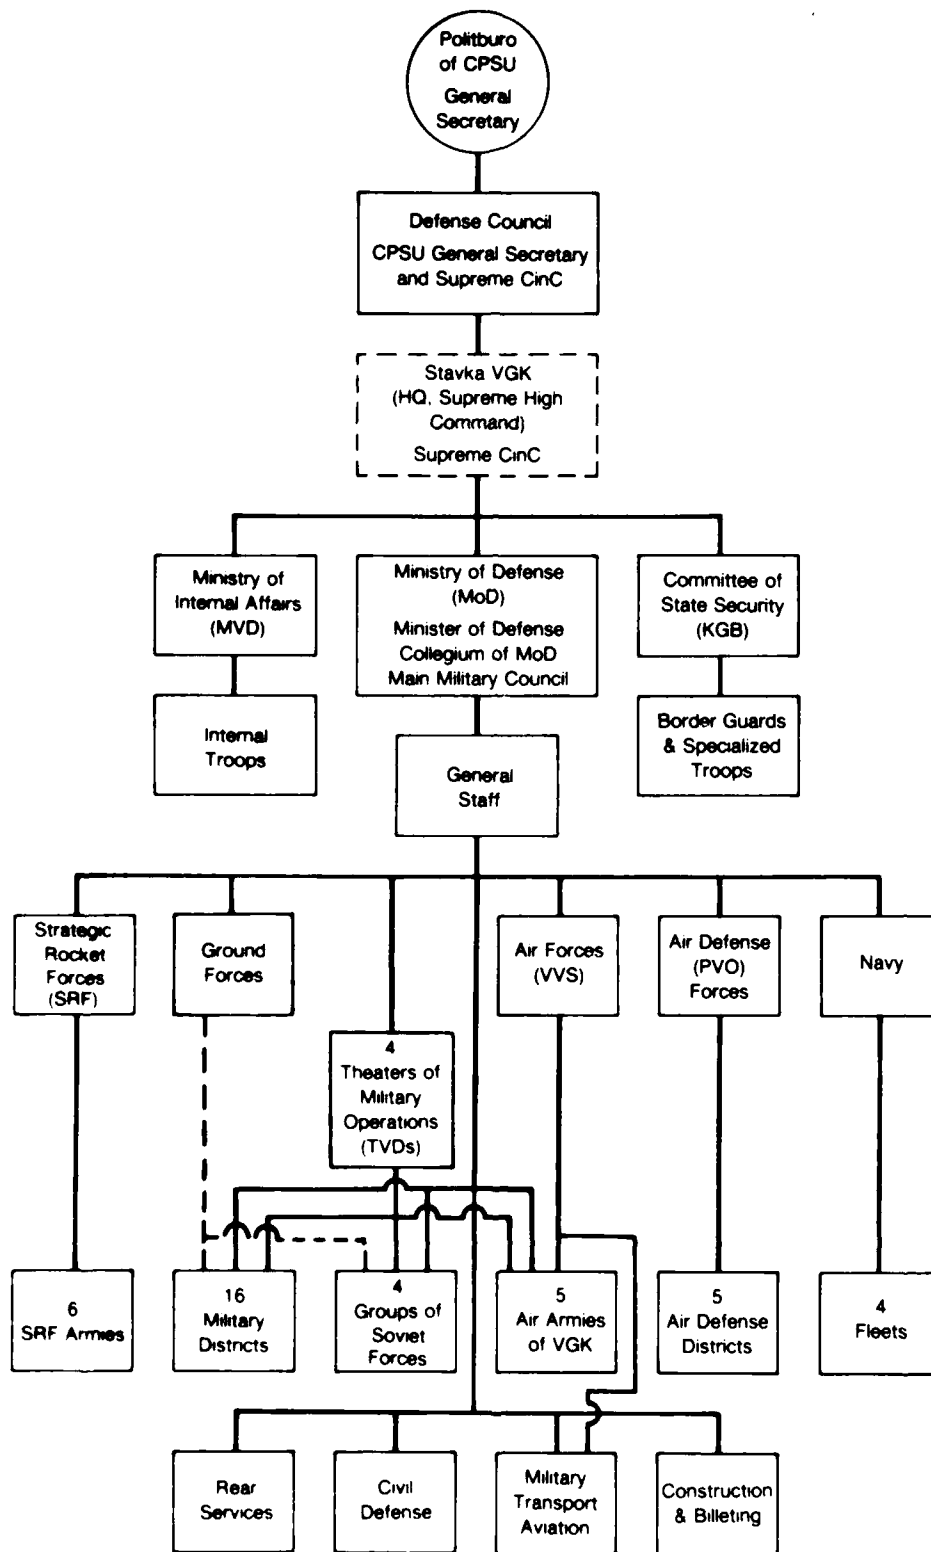 Politburo
of CPSU
General
Secretary
Defense Council
CPSU General Secretary
and Supreme CinC
Stavka VGK
(HQ, Supreme High
Command)
Supreme CinC
Ministry of
Internal Affairs
(MVD)
Ministry of Defense
(MoD)
Minister of Defense
Collegium of MoD
Main Military Council
Committee of
State Security
(KGB)
Internal
Troops
General
Staff
Border Guards
& Specialized
Troops
Strategic
Rocket
Forces
(SRF)
Ground
Forces
Air Forces
(VVS)
Air Defense
(PVO)
Forces
Navy
4
Theaters of
Military
Operations
(TVDs)
6
SRF Armies
16
Military
Districts
4
Groups of
Soviet
Forces
5
Air Armies
of VGK
5
Air Defense
Districts
4
Fleets
Rear
Services
Civil
Defense
Military
Transport
Aviation
Construction
& Billeting